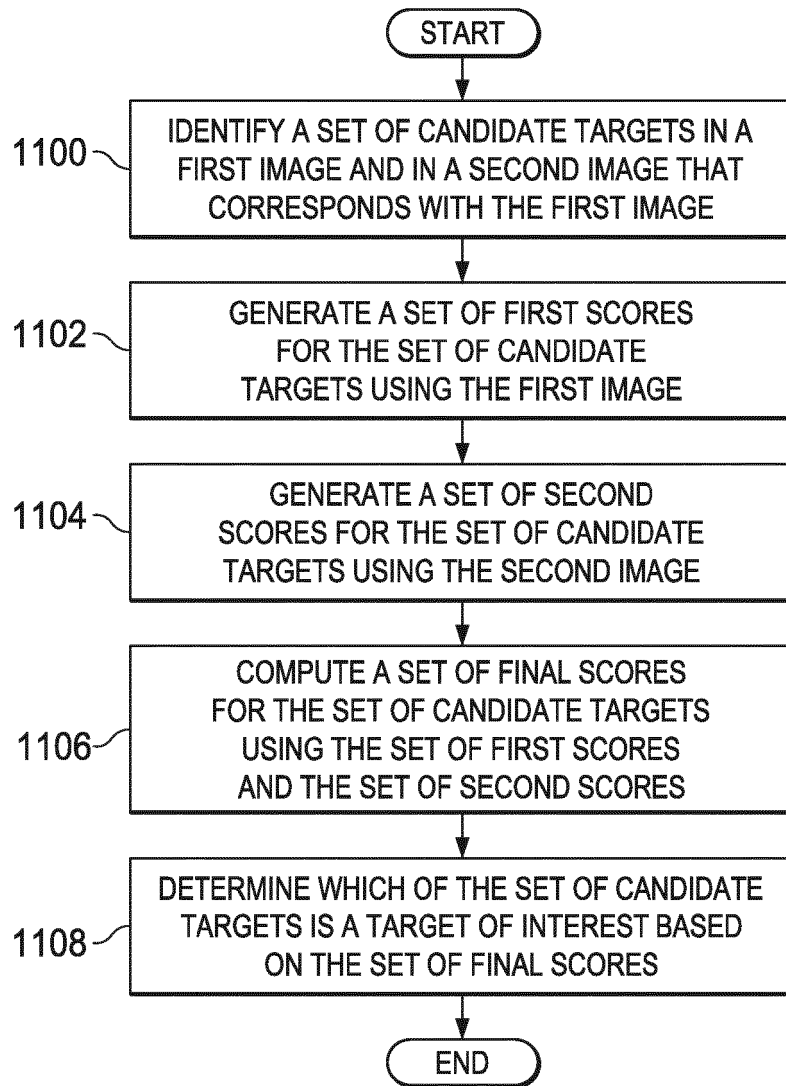 START
1100
IDENTIFY A SET OF CANDIDATE TARGETS IN A
FIRST IMAGE AND IN A SECOND IMAGE THAT
CORRESPONDS WITH THE FIRST IMAGE
1102
GENERATE A SET OF FIRST SCORES
FOR THE SET OF CANDIDATE
TARGETS USING THE FIRST IMAGE
1104
GENERATE A SET OF SECOND
SCORES FOR THE SET OF CANDIDATE
TARGETS USING THE SECOND IMAGE
1106
COMPUTE A SET OF FINAL SCORES
FOR THE SET OF CANDIDATE TARGETS
USING THE SET OF FIRST SCORES
AND THE SET OF SECOND SCORES
1108
DETERMINE WHICH OF THE SET OF CANDIDATE
TARGETS IS A TARGET OF INTEREST BASED
ON THE SET OF FINAL SCORES
END